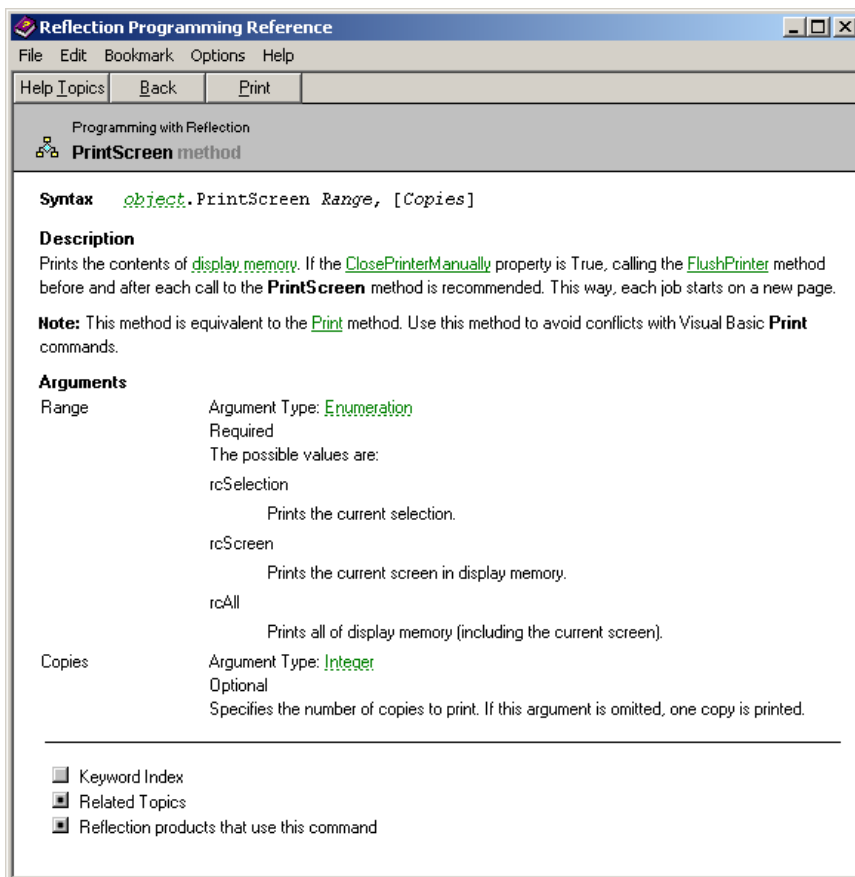 Reflection Programming Reference
File Edit Bookmark Options Help
Help Topics Back Print
Programming with Reflection
PrintScreen method
Syntax object.PrintScreen Range, [Copies]
Description
Prints the contents of display memory. If the ClosePrinterManually property is True, calling the FlushPrinter method
before and after each call to the PrintScreen method is recommended. This way, each job starts on a new page.
Note: This method is equivalent to the Print method. Use this method to avoid conflicts with Visual Basic Print
commands.
Arguments
Range Argument Type: Enumeration
Required
The possible values are:
rcSelection
Prints the current selection.
rcScreen
Prints the current screen in display memory.
rcAll
Prints all of display memory (including the current screen).
Copies Argument Type: Integer
Optional
Specifies the number of copies to print. If this argument is omitted, one copy is printed.
Keyword Index
Related Topics
Reflection products that use this command